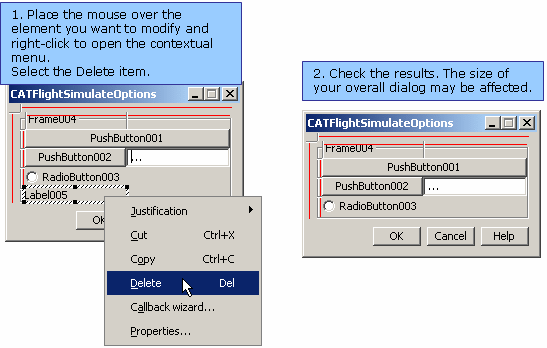 1. Place the mouse over the
element you want to modify and
right-click to open the contextual
menu.
Select the Delete item.
CATFlightSimulateOptions
Frame004
PushButton001
PushButton002 ...
RadioButton003
Label005
Justification
Cut Ctrl+X
Copy Ctrl+C
Delete Del
Callback wizard...
Properties...
2. Check the results. The size of
your overall dialog may be affected.
CATFlightSimulateOptions
Frame004
PushButton001
PushButton002 ...
RadioButton003
OK Cancel Help